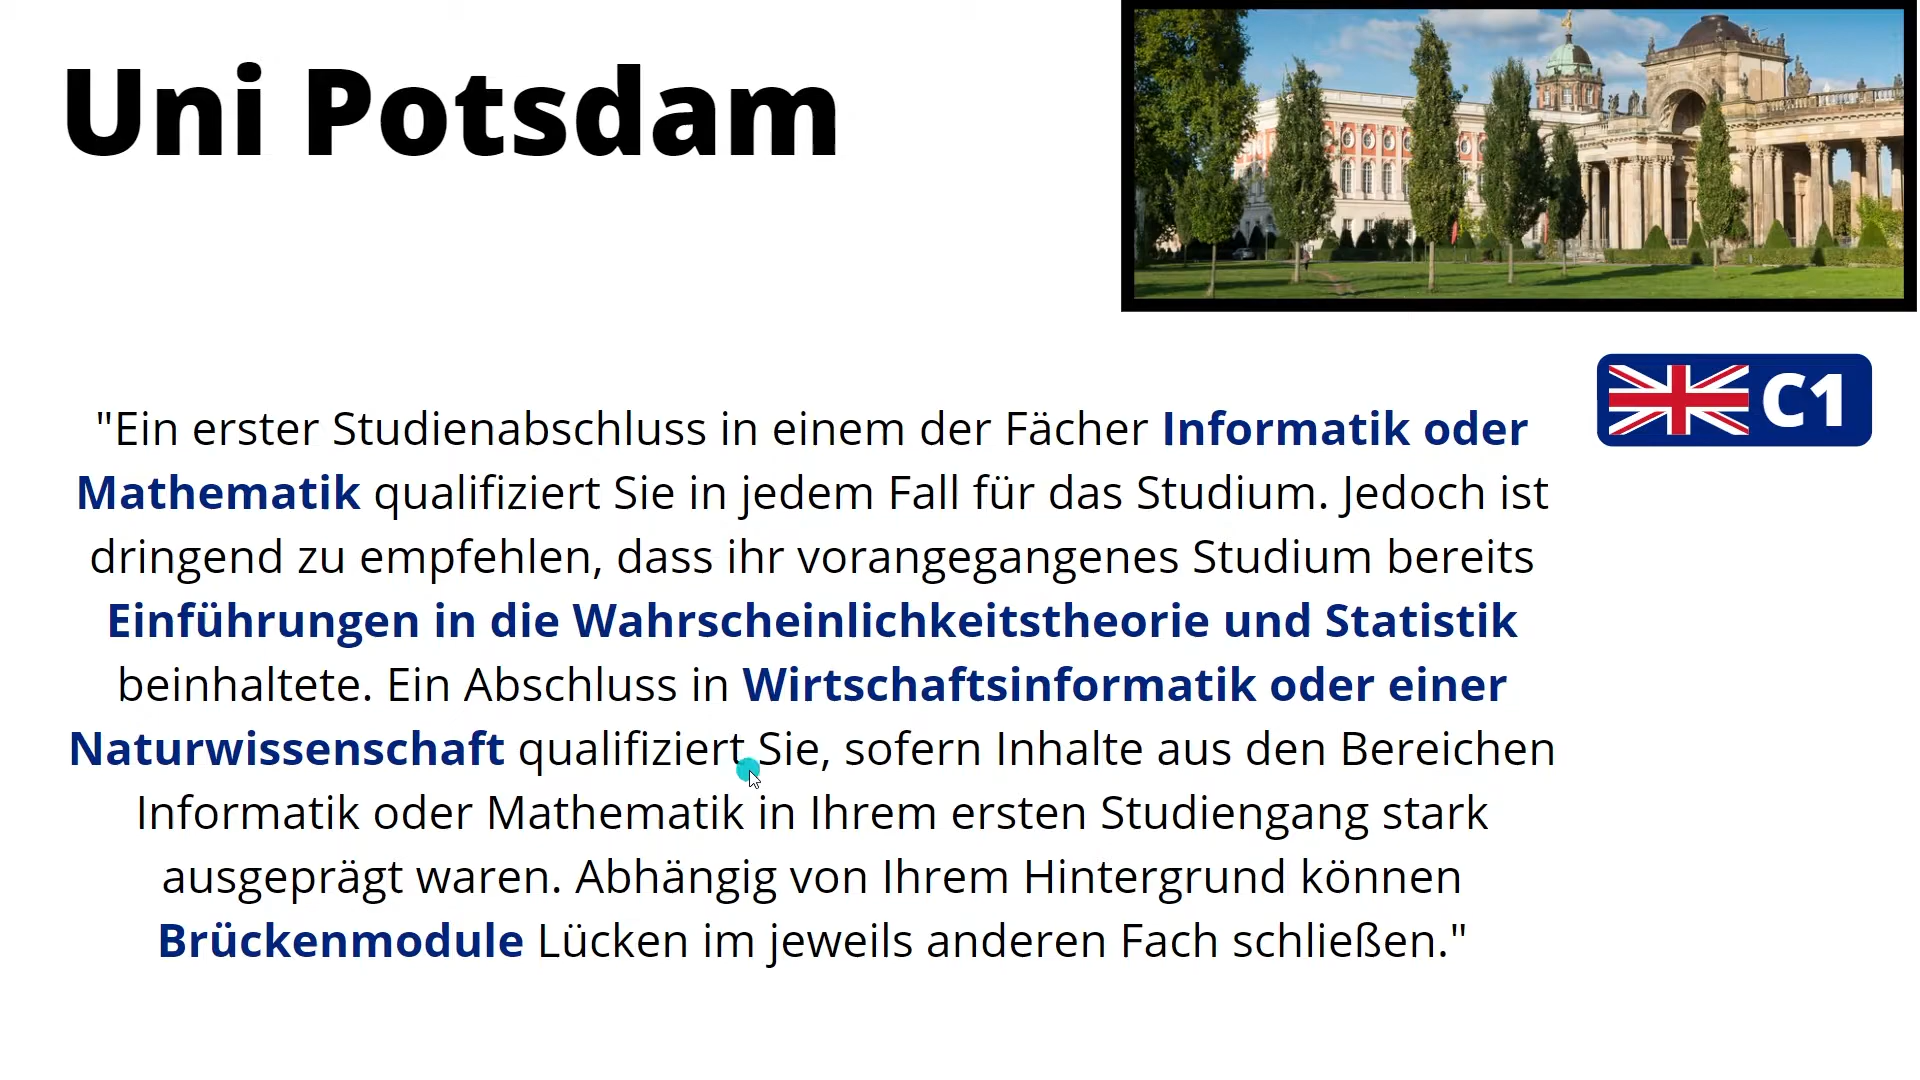 Uni Potsdam
C1
"Ein erster Studienabschluss in einem der Fächer Informatik oder
Mathematik qualifiziert Sie in jedem Fall für das Studium. Jedoch ist
dringend zu empfehlen, dass ihr vorangegangenes Studium bereits
Einführungen in die Wahrscheinlichkeitstheorie und Statistik
beinhaltete. Ein Abschluss in Wirtschaftsinformatik oder einer
Naturwissenschaft qualifiziert Sie, sofern Inhalte aus den Bereichen
Informatik oder Mathematik in Ihrem ersten Studiengang stark
ausgeprägt waren. Abhängig von Ihrem Hintergrund können
Brückenmodule Lücken im jeweils anderen Fach schließen."